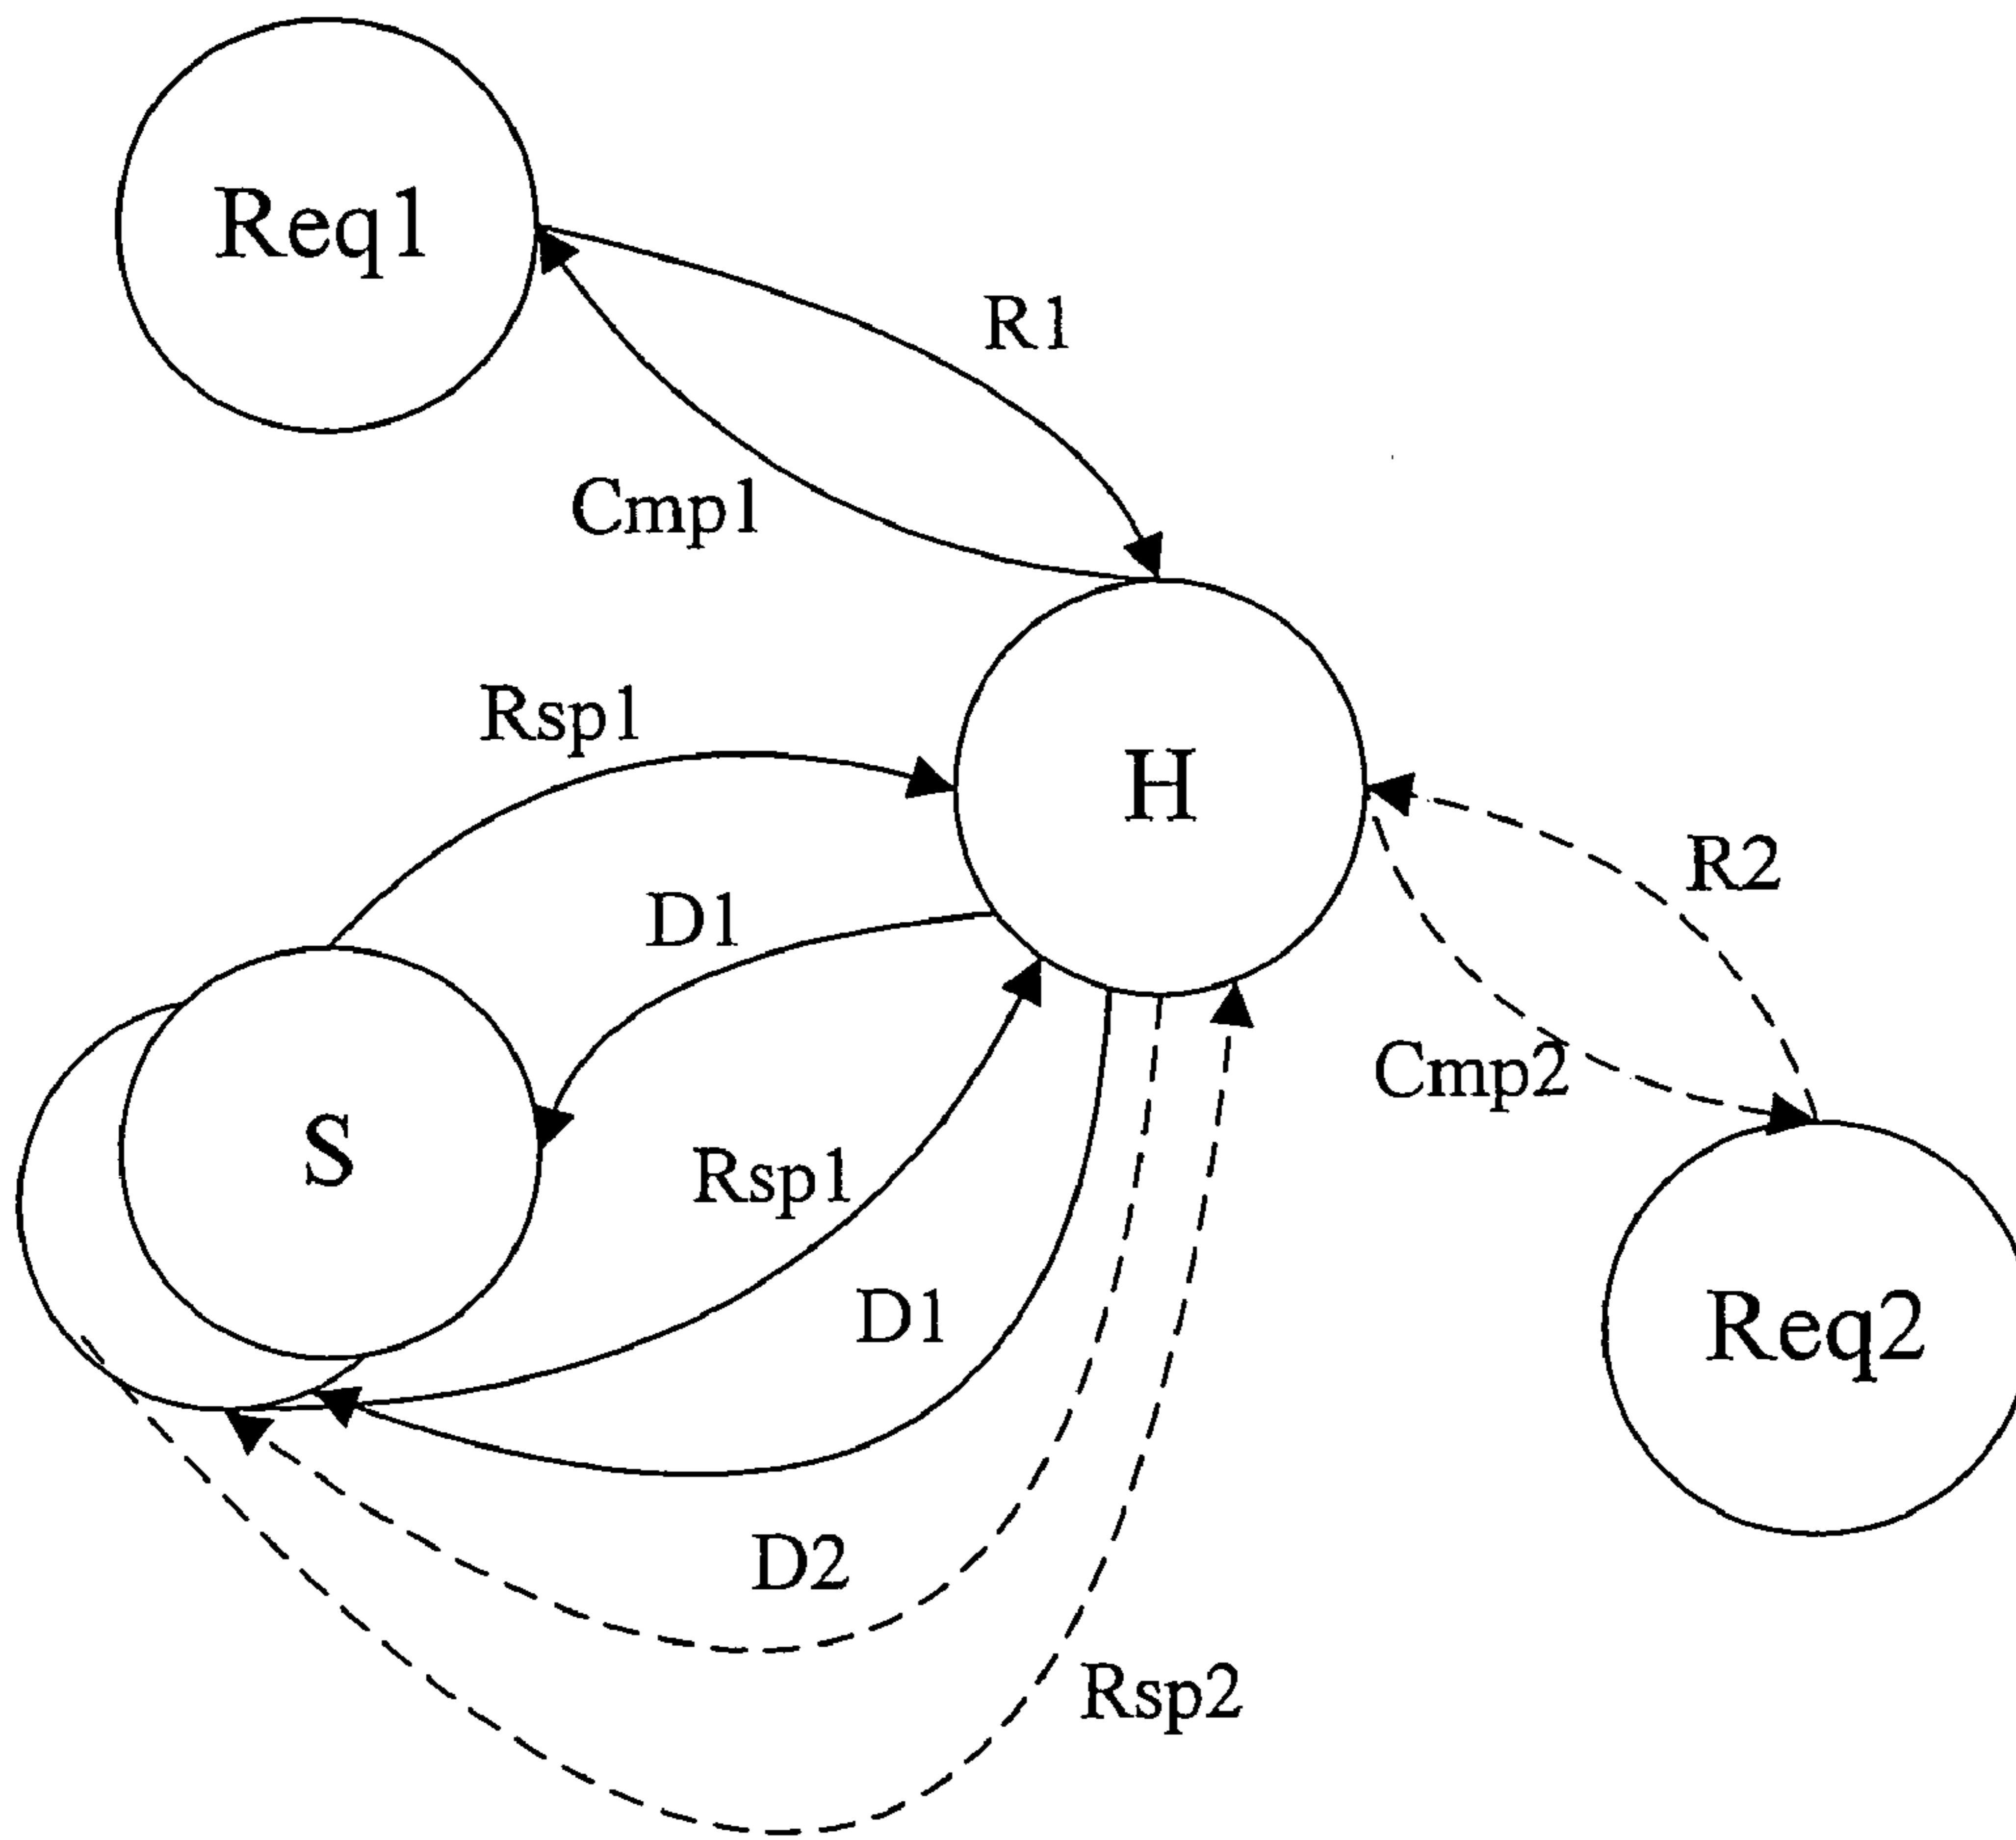 Req1
R1
Cmp1
Rsp1
H
R2
D1
Cmp2
S
Rsp1
D1
Req2
D2
Rsp2